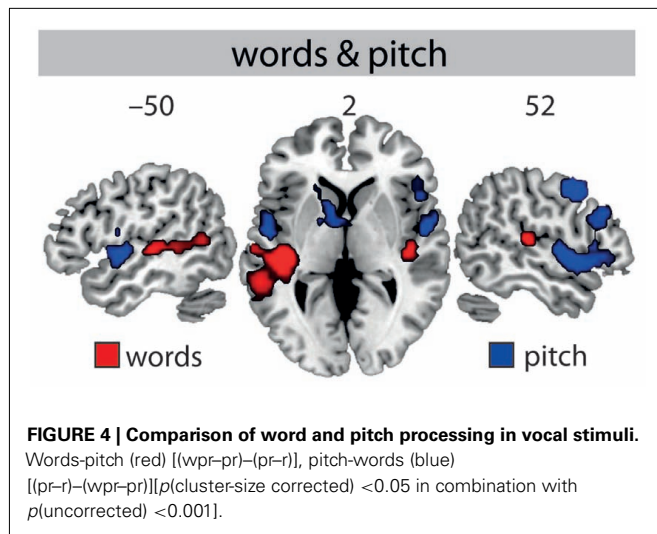 words & pitch
–50 2 52
words pitch
FIGURE 4 | Comparison of word and pitch processing in vocal stimuli.
Words-pitch (red) [(wpr–pr)–(pr–r)], pitch-words (blue)
[(pr–r)–(wpr–pr)][p(cluster-size corrected) <0.05 in combination with
p(uncorrected) <0.001].